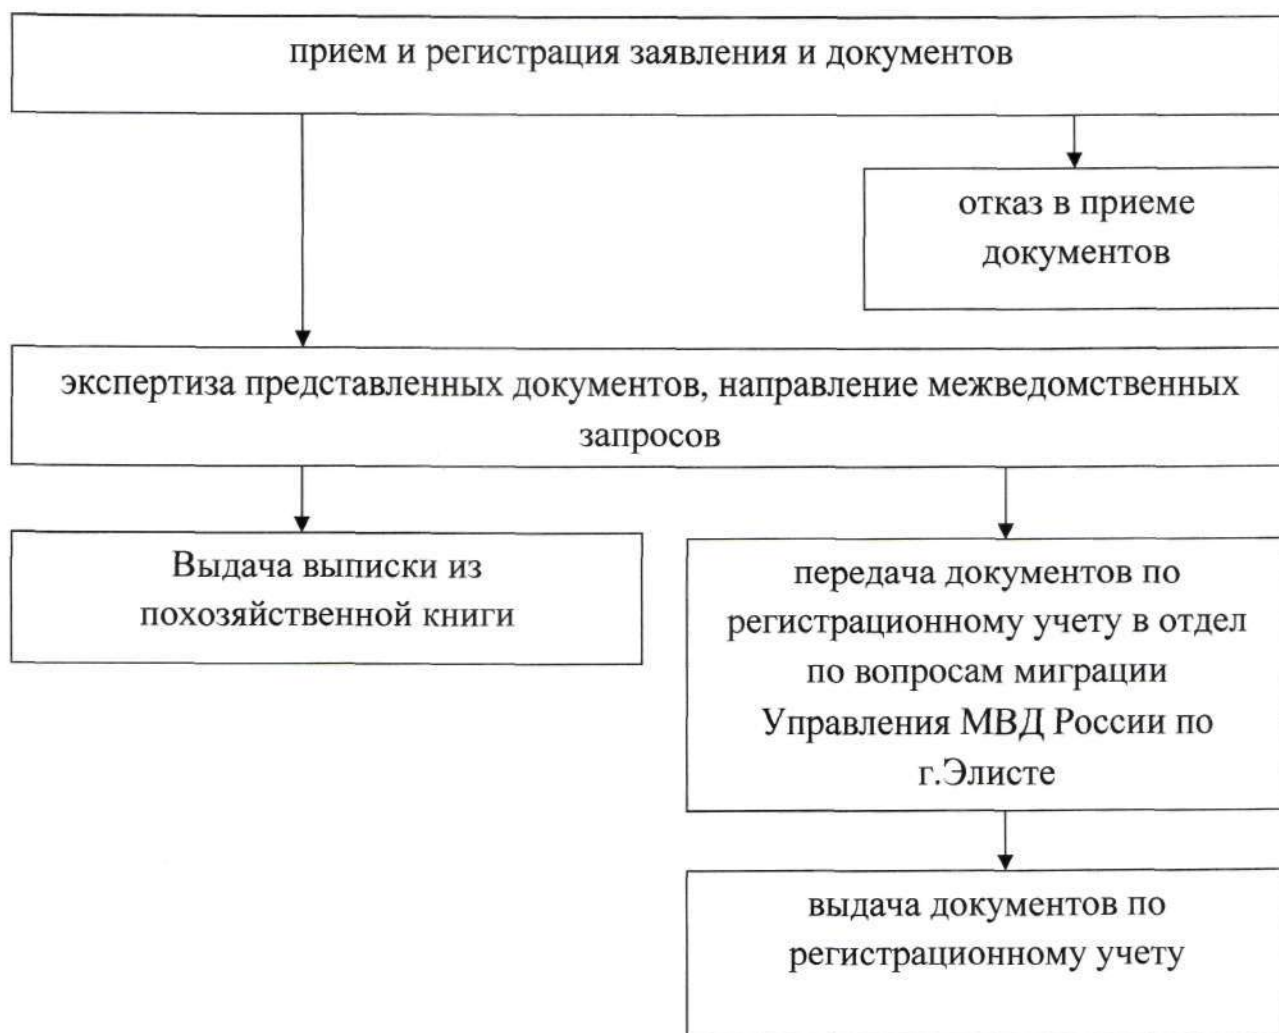 прием и регистрация заявления и документов
отказ в приеме
документов
экспертиза представленных документов, направление межведомственных
запросов
Выдача выписки из
похозяйственной книги
передача документов по
регистрационному учету в отдел
по вопросам миграции
Управления МВД России по
г.Элисте
выдача документов по
регистрационному учету